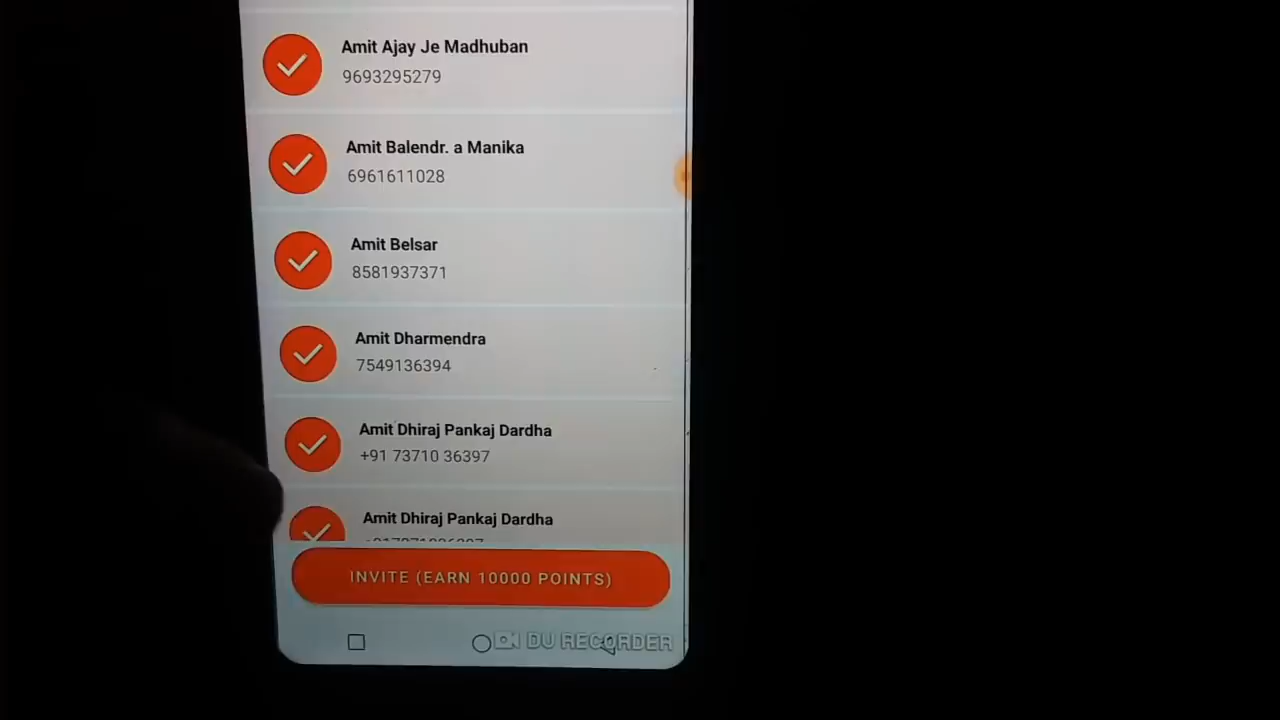 Amit Ajay Je Madhuban
9693295279
Amit Balendr. a Manika
6961611028
Amit Belsar
8581937371
Amit Dharmendra
7549136394
Amit Dhiraj Pankaj Dardha
+91 73710 36397
Amit Dhiraj Pankaj Dardha
INVITE (EARN 10000 POINTS)
DU RECORDER